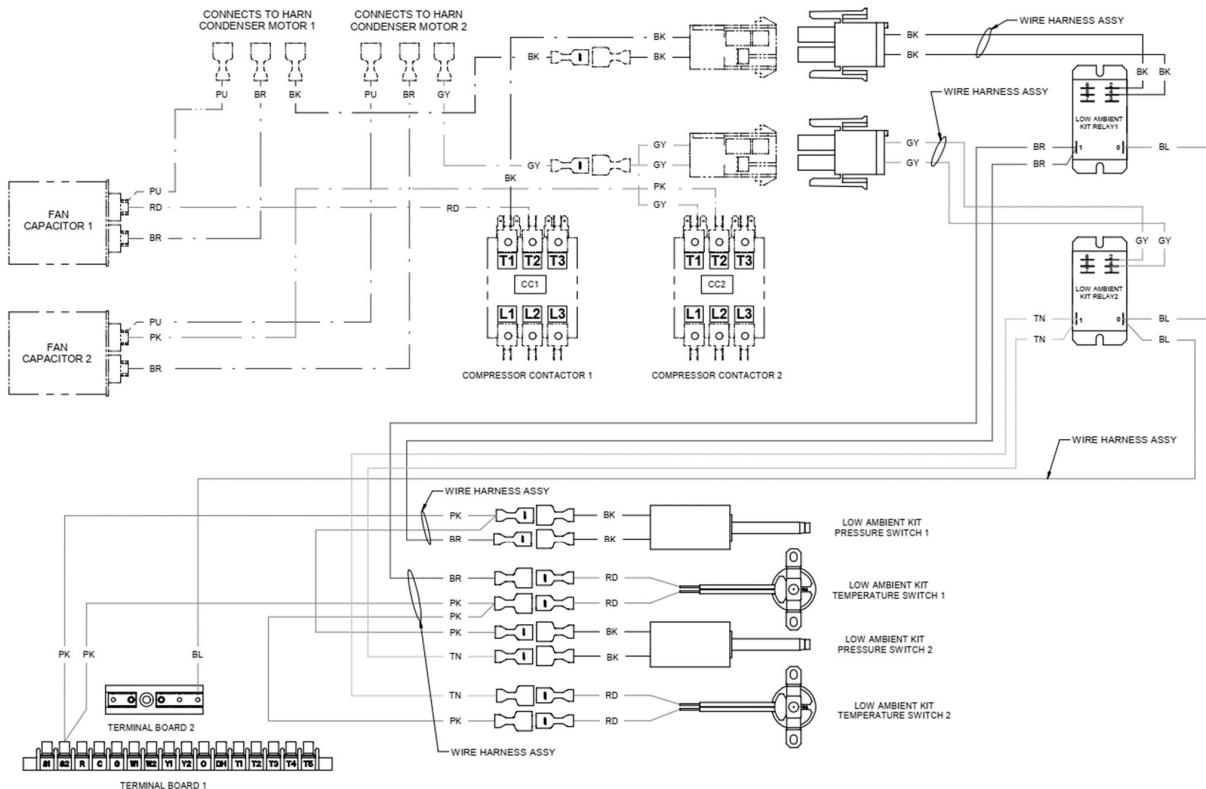 CONNECTS TO HARN
CONDENSER MOTOR 1
CONNECTS TO HARN
CONDENSER MOTOR 2
WIRE HARNESS ASSY
BK
BK
BK
BK
BK
BK
BK
PU
BR
BK
PU
BR
GY
WIRE HARNESS ASSY
LOW AMBIENT
KIT RELAY1
1
0
BR
BR
BL
GY
GY
GY
GY
GY
BK
PK
GY
FAN
CAPACITOR 1
PU
RD
BR
RD
T1 T2 T3
CC1
L1 L2 L3
COMPRESSOR CONTACTOR 1
T1 T2 T3
CC2
L1 L2 L3
COMPRESSOR CONTACTOR 2
GY
GY
LOW AMBIENT
KIT RELAY2
1
0
TN
TN
BL
BL
FAN
CAPACITOR 2
PU
PK
BR
WIRE HARNESS ASSY
WIRE HARNESS ASSY
PK
BK
BR
BK
LOW AMBIENT KIT
PRESSURE SWITCH 1
BR
RD
PK
RD
PK
LOW AMBIENT KIT
TEMPERATURE SWITCH 1
PK
BK
TN
BK
LOW AMBIENT KIT
PRESSURE SWITCH 2
TN
RD
PK
RD
LOW AMBIENT KIT
TEMPERATURE SWITCH 2
WIRE HARNESS ASSY
PK
PK
BL
TERMINAL BOARD 2
S1 S2 R C G W1 W2 Y1 Y2 O DH T1 T2 T3 T4 T5
TERMINAL BOARD 1